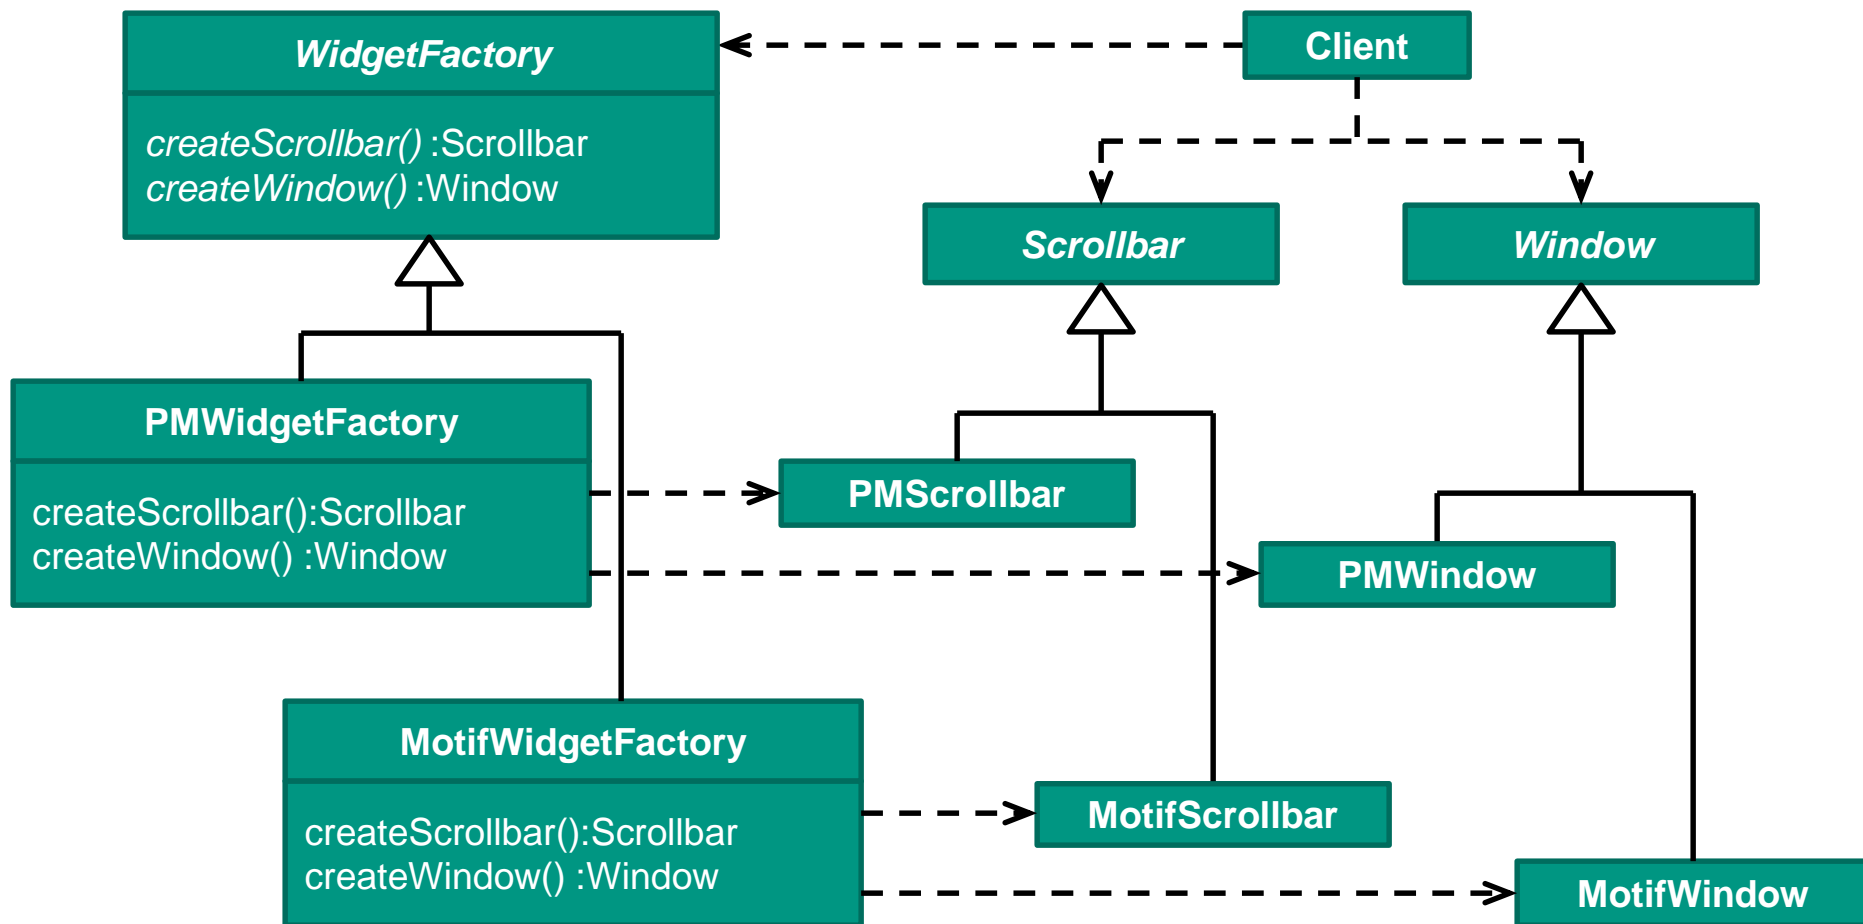 WidgetFactory
createScrollbar() :Scrollbar
createWindow() :Window
Client
Scrollbar
Window
PMWidgetFactory
createScrollbar():Scrollbar
createWindow() :Window
PMScrollbar
PMWindow
MotifWidgetFactory
createScrollbar():Scrollbar
createWindow() :Window
MotifScrollbar
MotifWindow